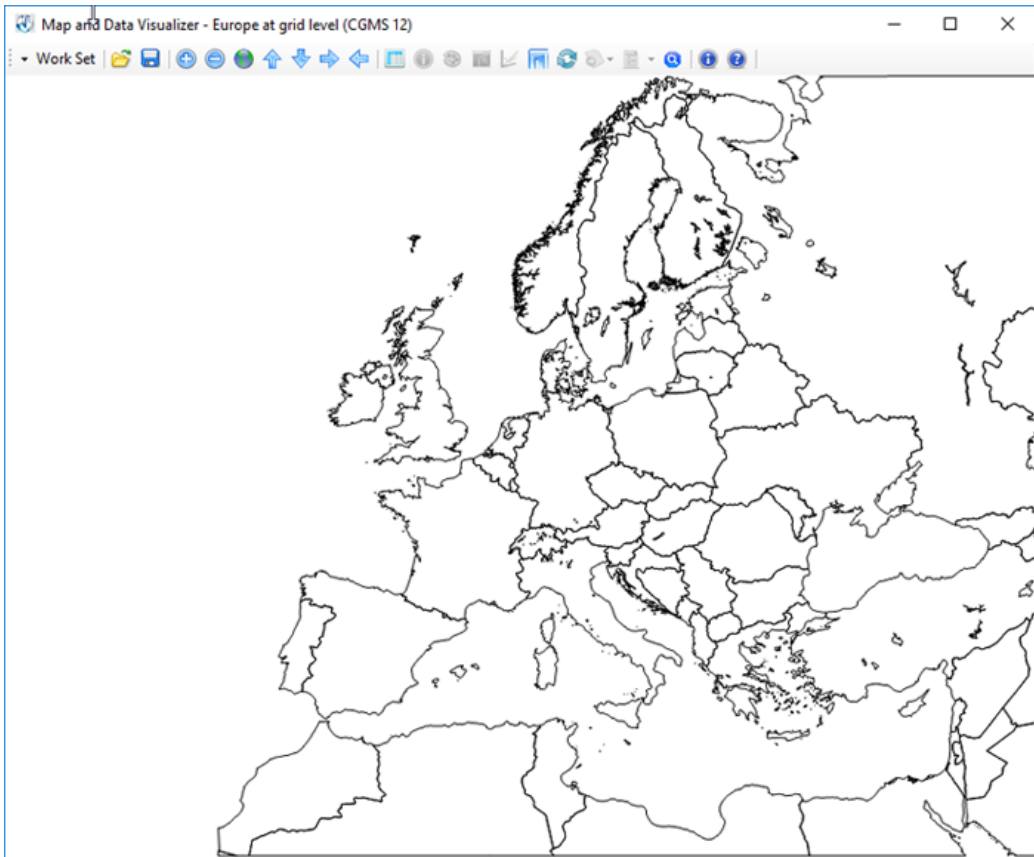 Map and Data Visualizer - Europe at grid level (CGMS 12)
Work Set